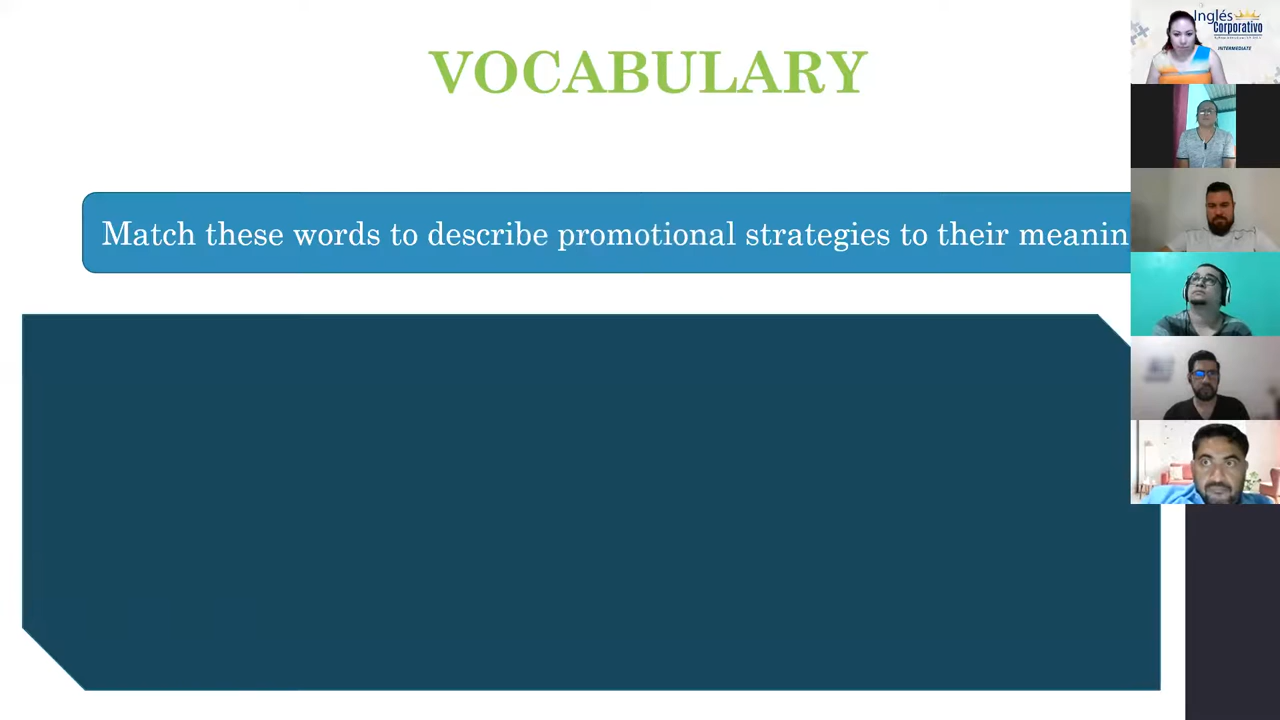 VOCABULARY
Match these words to describe promotional strategies to their meanin
Inglés
Corporativo
INTERMEDIATE